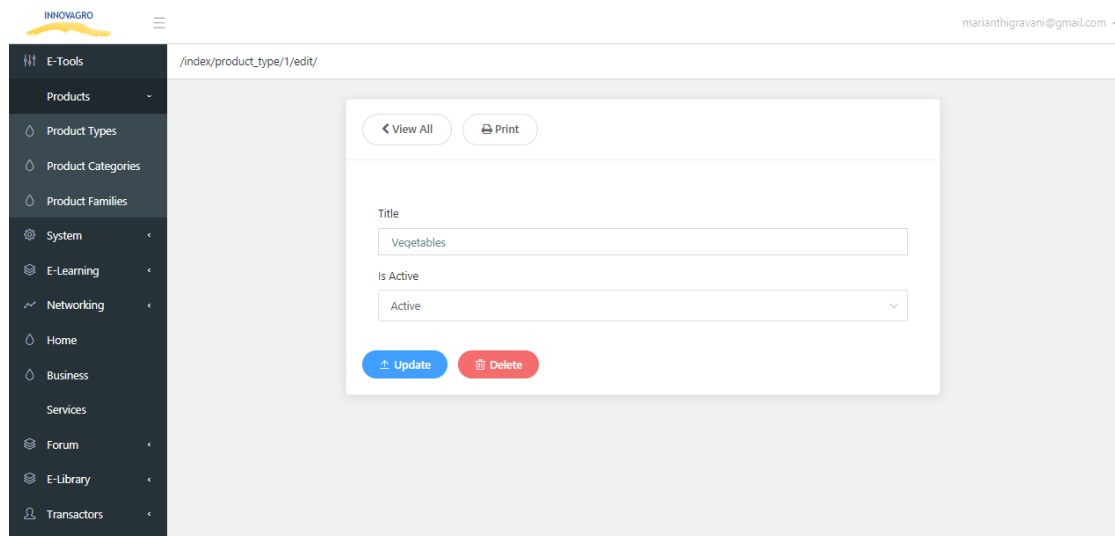 INNOVAGRO
marianthigravani@gmail.com
E-Tools
/index/product_type/1/edit/
Products
Product Types
Product Categories
Product Families
System
E-Learning
Networking
Home
Business
Services
Forum
E-Library
Transactors
View All
Print
Title
Vegetables
Is Active
Active
Update
Delete